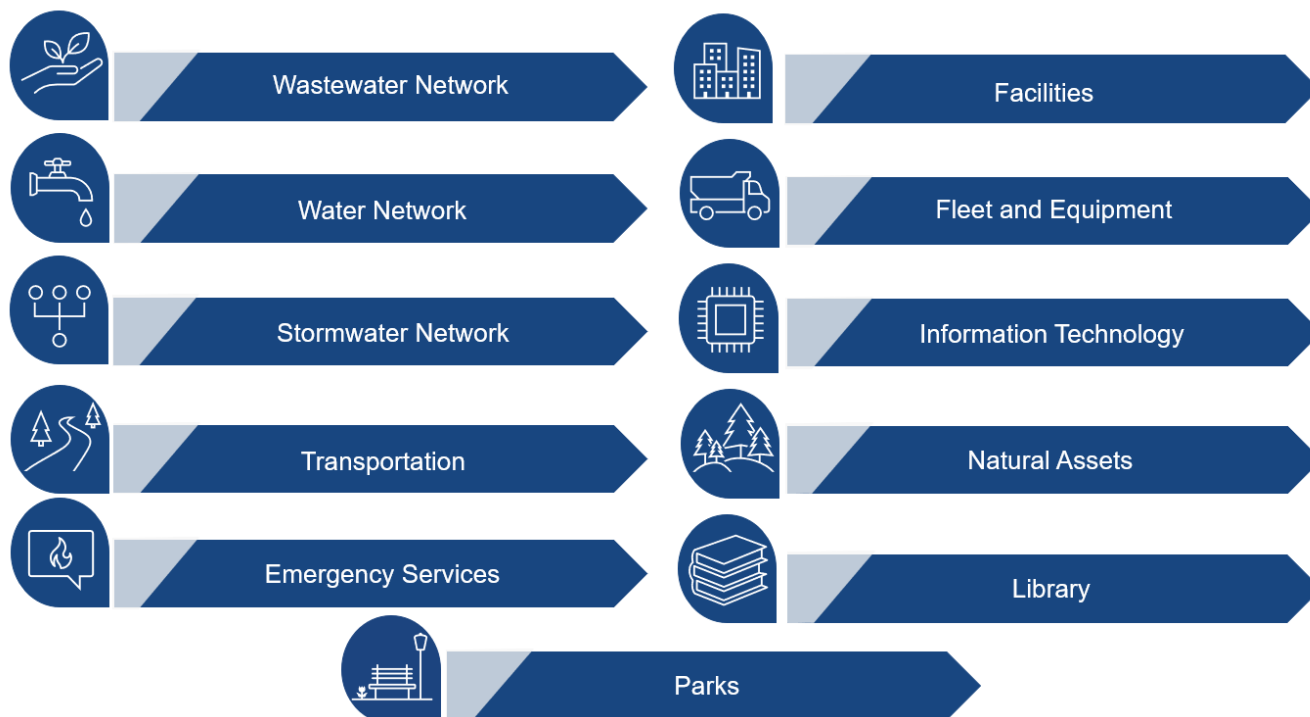 Wastewater Network
Water Network
Stormwater Network
Transportation
Emergency Services
Facilities
Fleet and Equipment
Information Technology
Natural Assets
Library
Parks